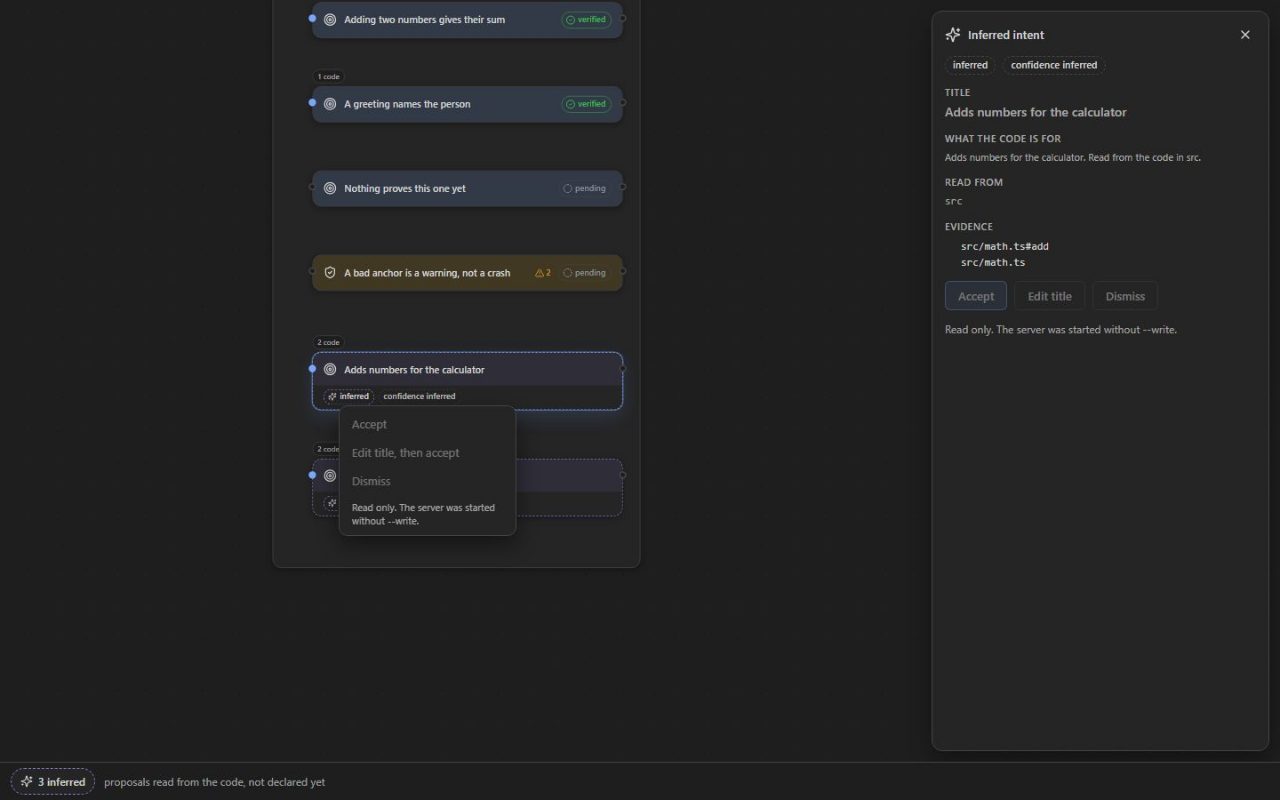 Adding two numbers gives their sum
verified
1 code
A greeting names the person
verified
Nothing proves this one yet
pending
A bad anchor is a warning, not a crash
2
pending
2 code
Adds numbers for the calculator
inferred
confidence inferred
2 code
Accept
Edit title, then accept
Dismiss
Read only. The server was started
without --write.
Inferred intent
inferred
confidence inferred
TITLE
Adds numbers for the calculator
WHAT THE CODE IS FOR
Adds numbers for the calculator. Read from the code in src.
READ FROM
src
EVIDENCE
src/math.ts#add
src/math.ts
Accept
Edit title
Dismiss
Read only. The server was started without --write.
3 inferred
proposals read from the code, not declared yet